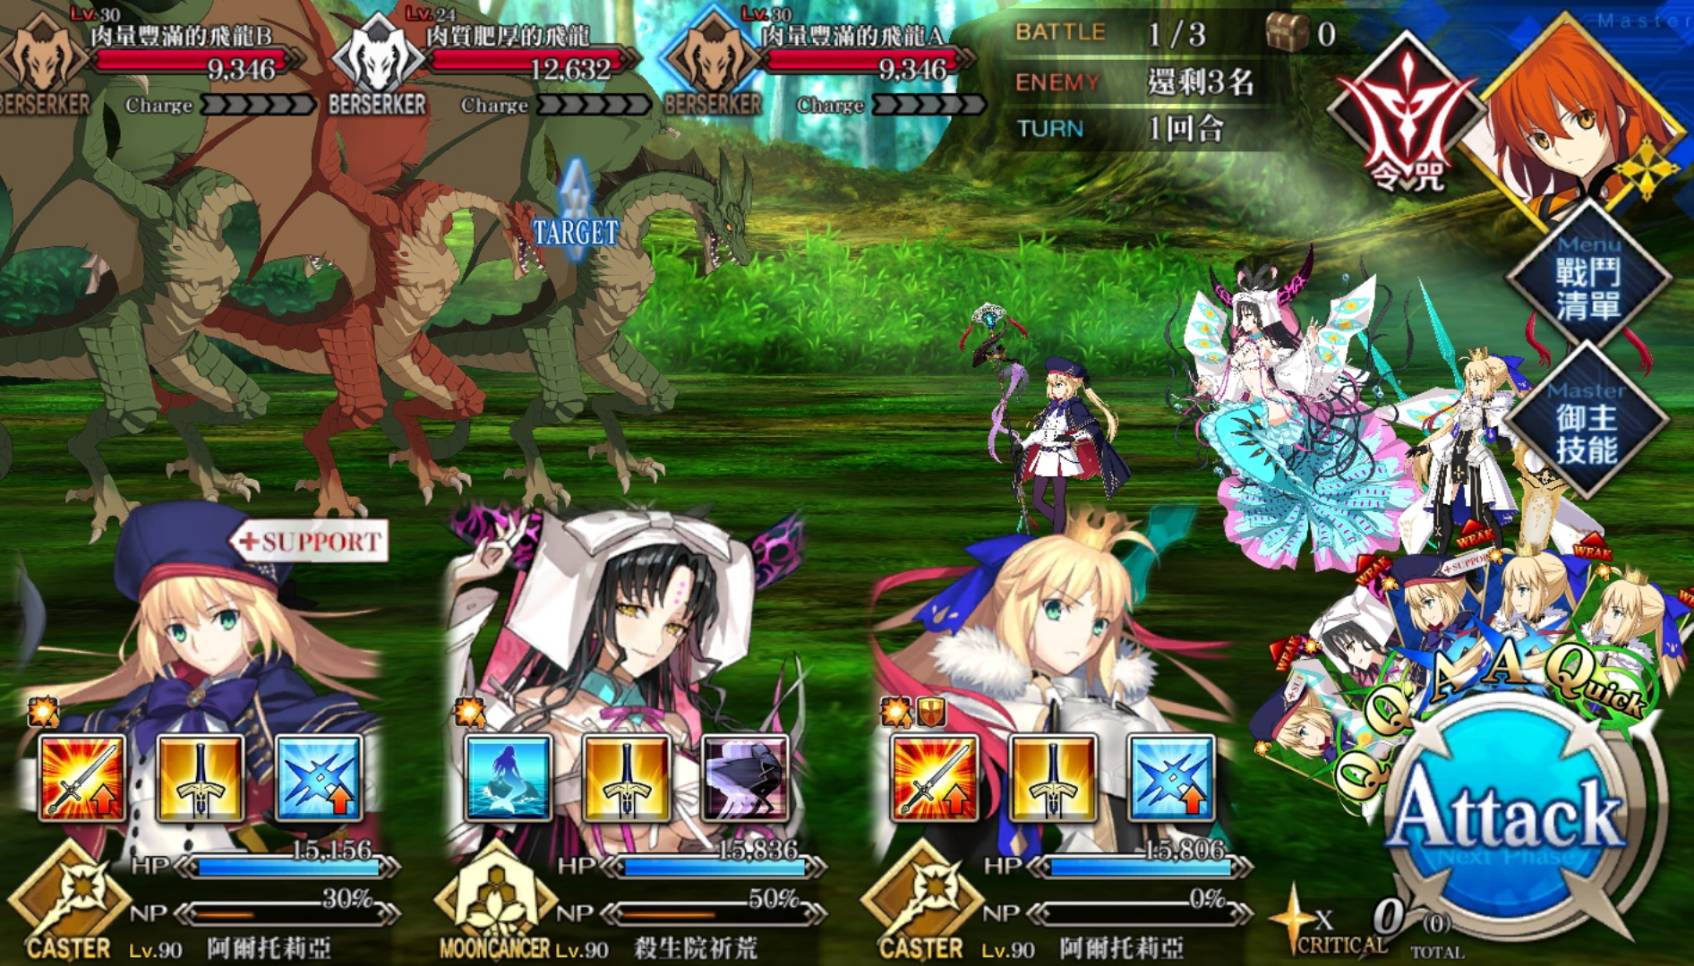 Lv.30
肉量豐滿的飛龍B
9,346
BERSERKER
Charge
Lv.24
肉質肥厚的飛龍
12,632
BERSERKER
Charge
Lv.30
肉量豐滿的飛龍A
9,346
BERSERKER
Charge
BATTLE 1/3
0
ENEMY 還剩3名
TURN 1回合
令咒
Master
Menu
戰鬥
清單
Master
御主
技能
TARGET
+SUPPORT
WEAK
WEAK
WEAK
WEAK
+SUPPORT
Q
Q
A
A
Quick
Attack
Next Phase
HP 15,156
NP 30%
CASTER Lv.90 阿爾托莉亞
HP 15,836
NP 50%
MOONCANCER Lv.90 殺生院祈荒
HP 15,806
NP 0%
CASTER Lv.90 阿爾托莉亞
X 0 (0)
CRITICAL TOTAL